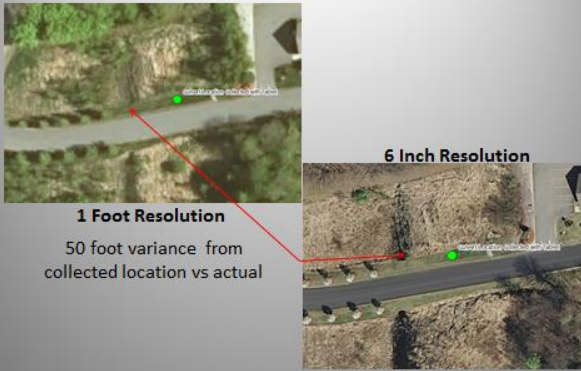 6 Inch Resolution
1 Foot Resolution
50 foot variance from
collected location vs actual